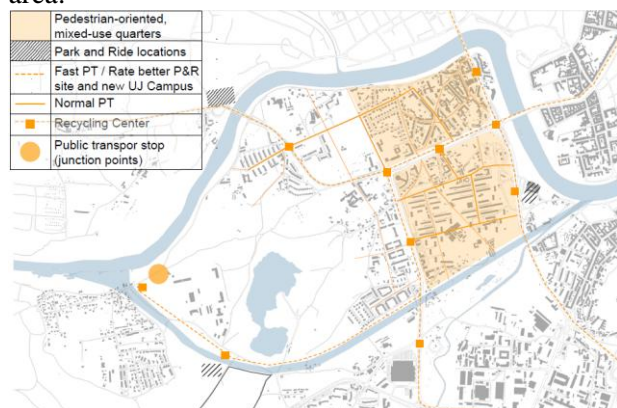 area.
Pedestrian-oriented,
mixed-use quarters
Park and Ride locations
Fast PT / Rate better P&R
site and new UJ Campus
Normal PT
Recycling Center
Public transpor stop
(junction points)